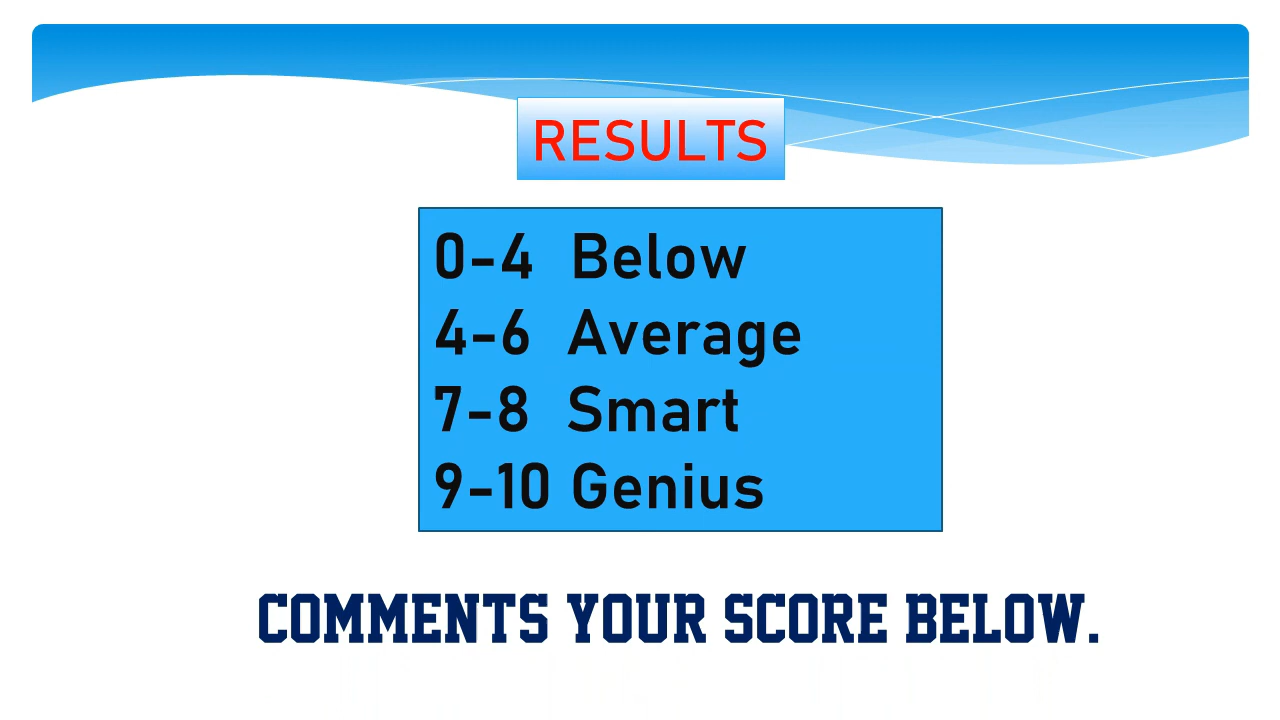 RESULTS
0-4 Below
4-6 Average
7-8 Smart
9-10 Genius
COMMENTS YOUR SCORE BELOW.